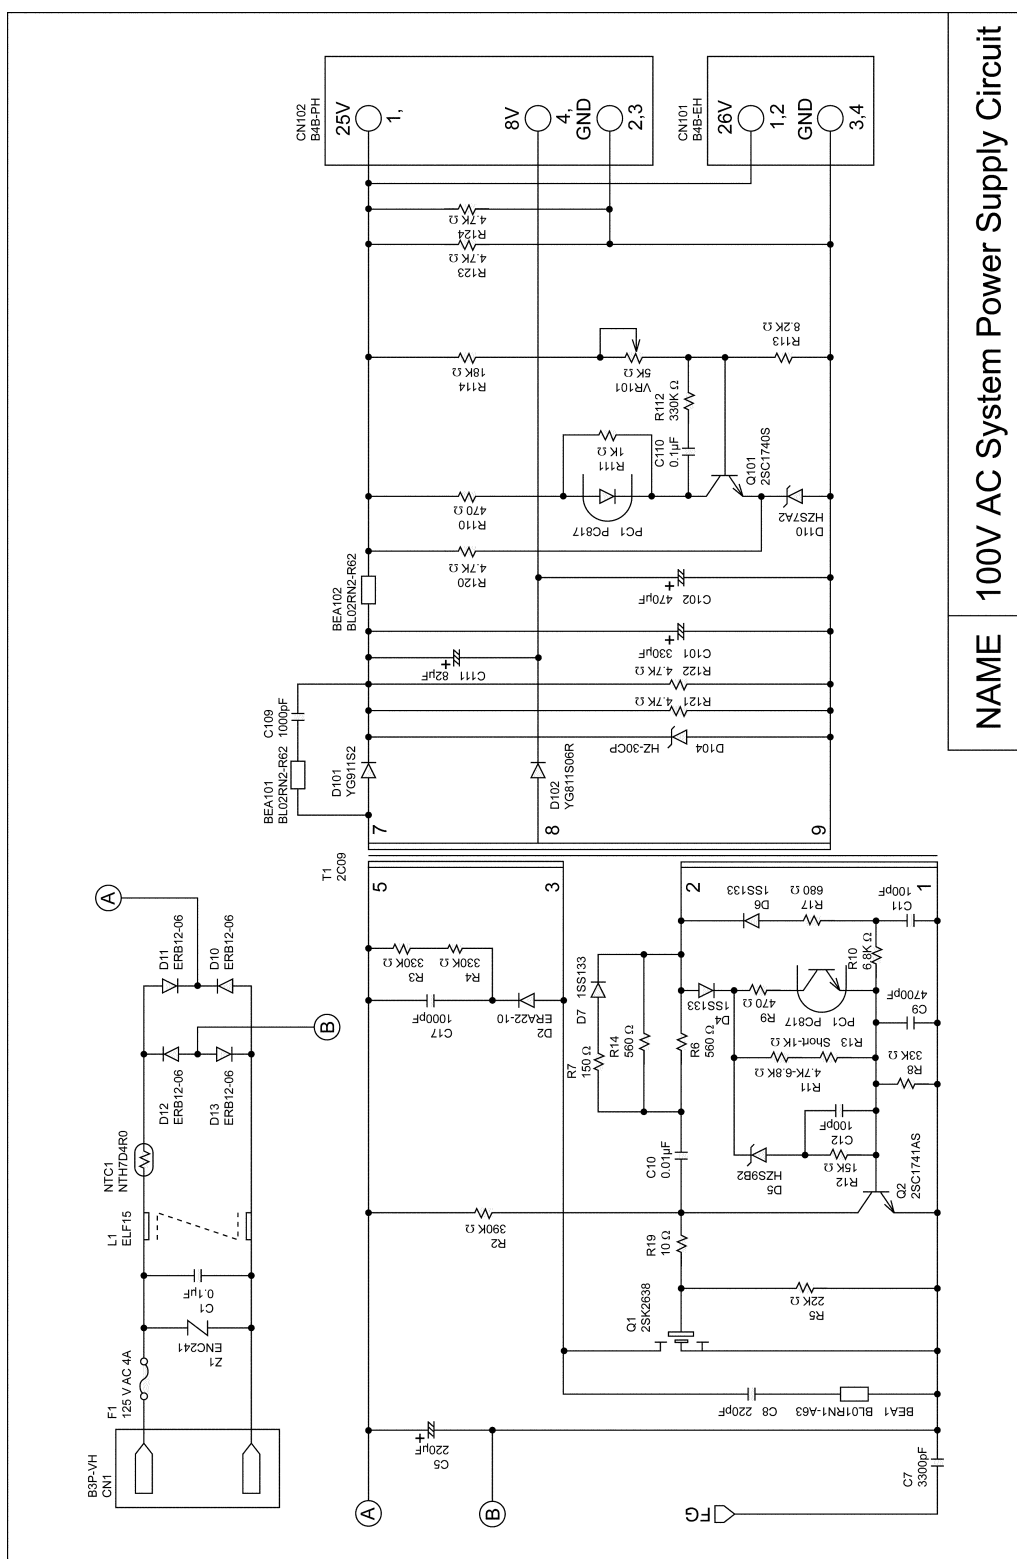 CN102
B4B-PH
25V
1,
8V
4,
GND
2,3
CN101
B4B-EH
26V
1,2
GND
3,4
4.7K Ω
R124
4.7K Ω
R123
8.2K Ω
R113
18K Ω
R114
5K Ω
VR101
R112
330K Ω
C110
0.1µF
1K Ω
R111
Q101
2SC1740S
470 Ω
R110
PC817 PC1
HZS7A2
D110
4.7K Ω
R120
BEA102
BL02RN2-R62
470µF C102
330µF C101
82µF C111
4.7K Ω R122
4.7K Ω R121
C109
1000pF
BEA101
BL02RN2-R62
D101
YG911S2
HZ-30CP D104
D102
YG811S06R
7
8
9
T1
2C09
5
3
2
1
A
D11
ERB12-06
D10
ERB12-06
B
D12
ERB12-06
D13
ERB12-06
NTC1
NTH7D4R0
L1
ELF15
0.1µF
C1
ENC241
Z1
F1
125 V AC 4A
B3P-VH
CN1
330K Ω
R3
330K Ω
R4
1000pF
C17
ERA22-10
D2
D7 1SS133
R7
150 Ω
R14
560 Ω
R6
560 Ω
1SS133
D6
680 Ω
R17
100pF
C11
R10
6.8K Ω
1SS133
D4
470 Ω
R9
PC817 PC1
4700pF
C9
Short-1K Ω
R13
4.7K-6.8K Ω
R11
33K Ω
R8
100pF
C12
HZS9B2
D5
15K Ω
R12
C10
0.01µF
Q2
2SC1741AS
390K Ω
R2
R19
10 Ω
Q1
2SK2638
22K Ω
R5
220pF C8
BL01RN1-A63 BEA1
220µF
C5
A
B
FG
C7
3300pF
NAME 100V AC System Power Supply Circuit